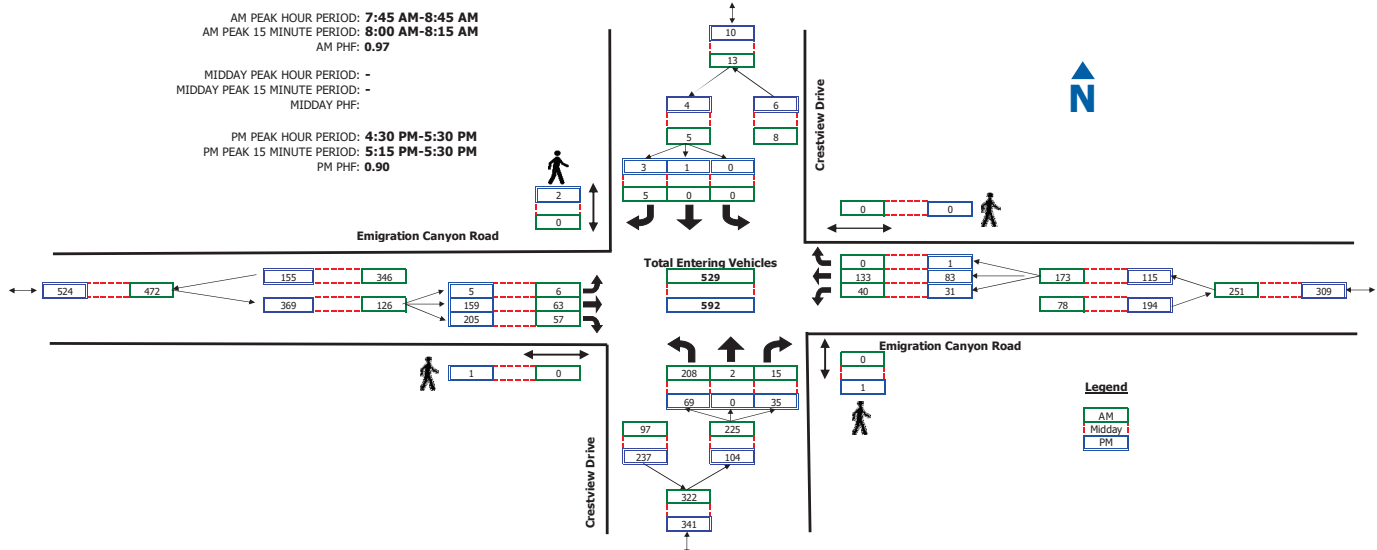 AM PEAK HOUR PERIOD: 7:45 AM-8:45 AM
AM PEAK 15 MINUTE PERIOD: 8:00 AM-8:15 AM
AM PHF: 0.97
MIDDAY PEAK HOUR PERIOD: -
MIDDAY PEAK 15 MINUTE PERIOD: -
MIDDAY PHF:
PM PEAK HOUR PERIOD: 4:30 PM-5:30 PM
PM PEAK 15 MINUTE PERIOD: 5:15 PM-5:30 PM
PM PHF: 0.90
10
13
4 6
5 8
3 1 0
5 0 0
Crestview Drive
N
2
0
0 0
Emigration Canyon Road
Total Entering Vehicles
529
592
155 346
524 472
369 126
5 6
159 63
205 57
0 1
133 83
40 31
173 115
251 309
78 194
Emigration Canyon Road
1 0
208 2 15
69 0 35
97 225
237 104
322
341
Crestview Drive
0
1
Legend
AM
Midday
PM